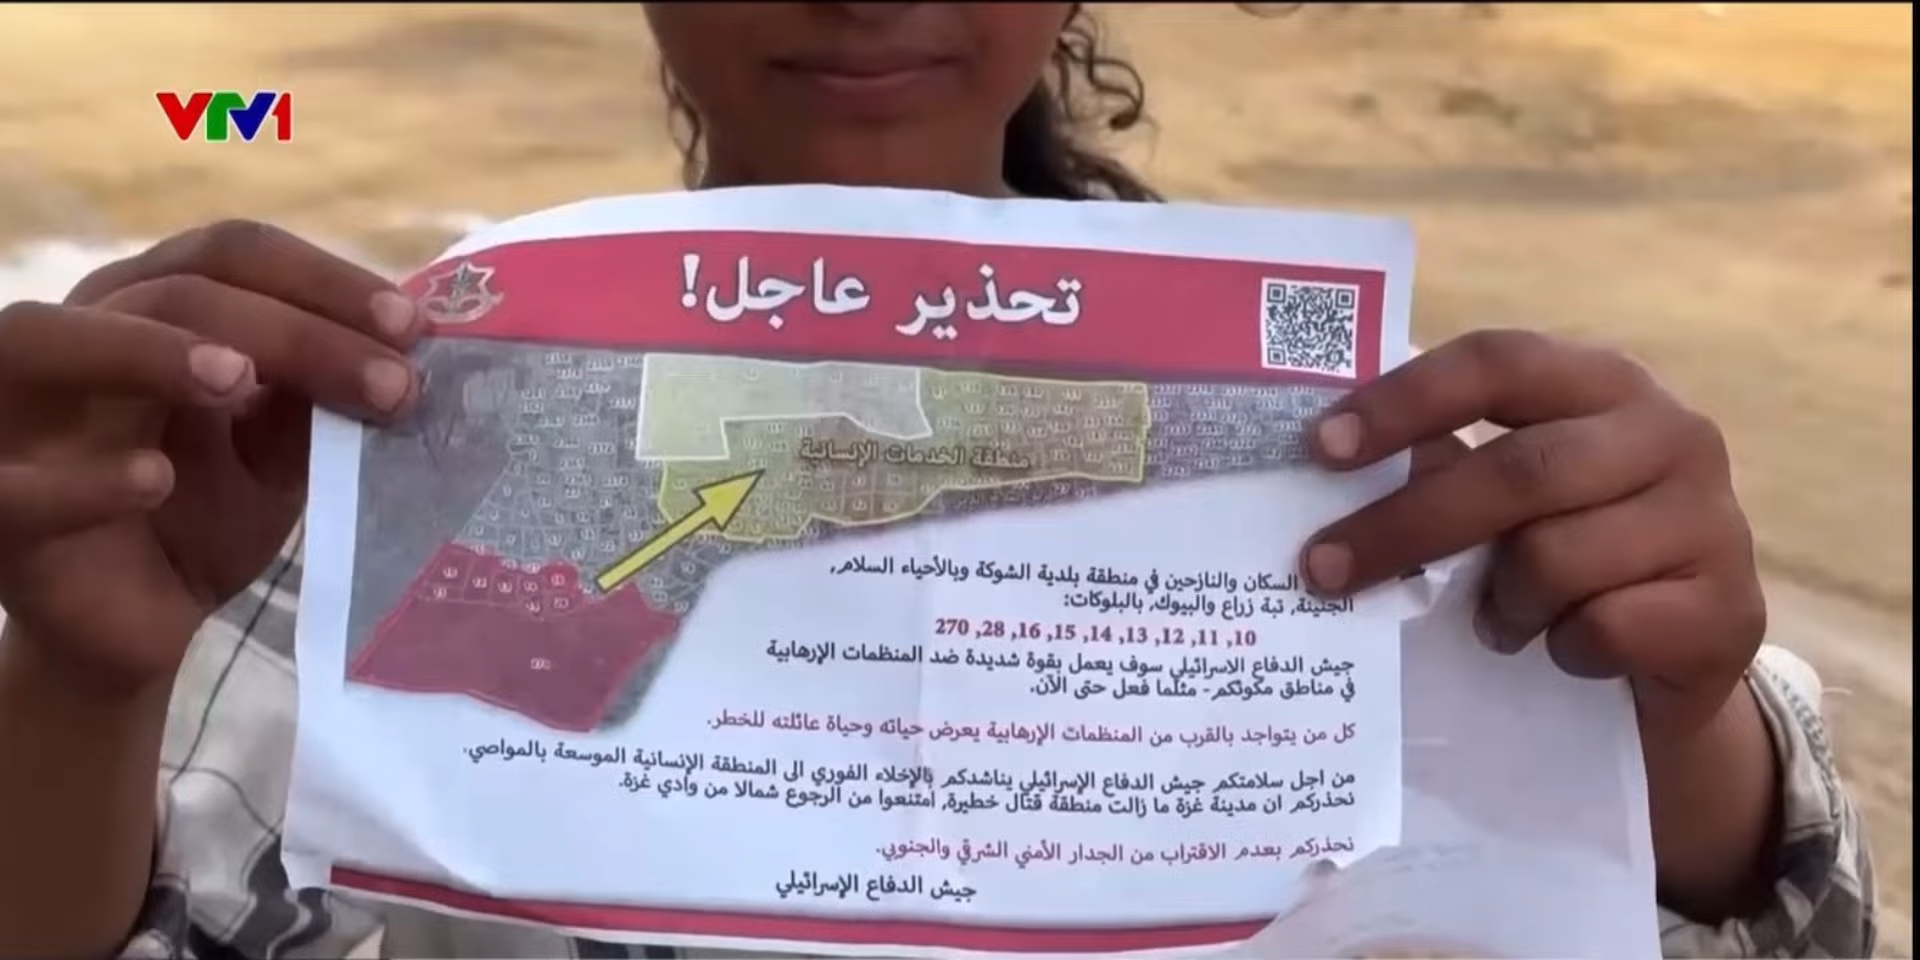 VTV1
تحذير عاجل!
منطقة الخدمات الإنسانية
السكان والنازحين في منطقة بلدية الشوكة وبالأحياء السلام,
الجنينة, تبة زراع والبيوك, بالبلوكات:
10, 11, 12, 13, 14, 15, 16, 28, 270
جيش الدفاع الاسرائيلي سوف يعمل بقوة شديدة ضد المنظمات الإرهابية
في مناطق مكوثكم - مثلما فعل حتى الآن.
كل من يتواجد بالقرب من المنظمات الإرهابية يعرض حياته وحياة عائلته للخطر.
من اجل سلامتكم جيش الدفاع الإسرائيلي يناشدكم بالإخلاء الفوري الى المنطقة الإنسانية الموسعة بالمواصي.
نحذركم ان مدينة غزة ما زالت منطقة قتال خطيرة, امتنعوا من الرجوع شمالا من وادي غزة.
نحذركم بعدم الاقتراب من الجدار الأمني الشرقي والجنوبي.
جيش الدفاع الإسرائيلي